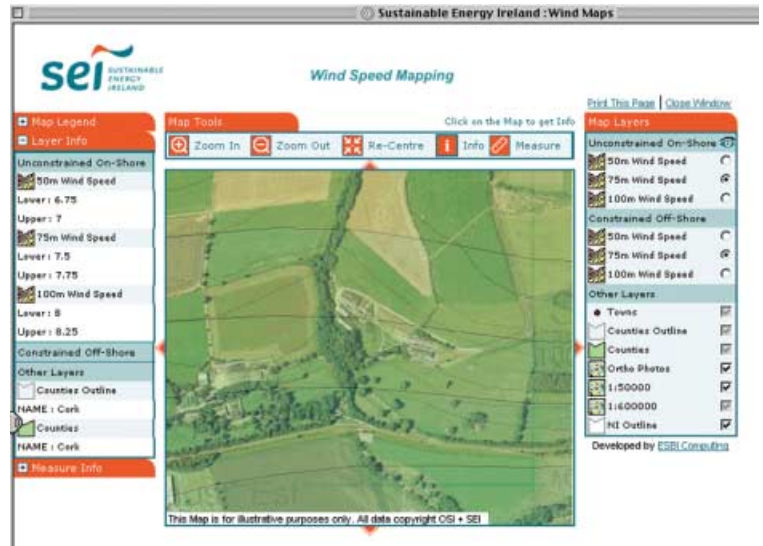 Sustainable Energy Ireland : Wind Maps
sei SUSTAINABLE
ENERGY
IRELAND
Wind Speed Mapping
Print This Page | Close Window
Map Legend
Layer Info
Unconstrained On-Shore
50m Wind Speed
Lower : 6.75
Upper : 7
75m Wind Speed
Lower : 7.5
Upper : 7.75
100m Wind Speed
Lower : 8
Upper : 8.25
Constrained Off-Shore
Other Layers
Counties Outline
NAME : Cork
Counties
NAME : Cork
Measure Info
Map Tools
Click on the Map to get Info
Zoom In Zoom Out Re-Centre i Info Measure
This Map is for illustrative purposes only. All data copyright OSI + SEI
Map Layers
Unconstrained On-Shore
50m Wind Speed
75m Wind Speed
100m Wind Speed
Constrained Off-Shore
50m Wind Speed
75m Wind Speed
100m Wind Speed
Other Layers
Towns
Counties Outline
Counties
Ortho Photos
1:50000
1:600000
NI Outline
Developed by ESBI Computing